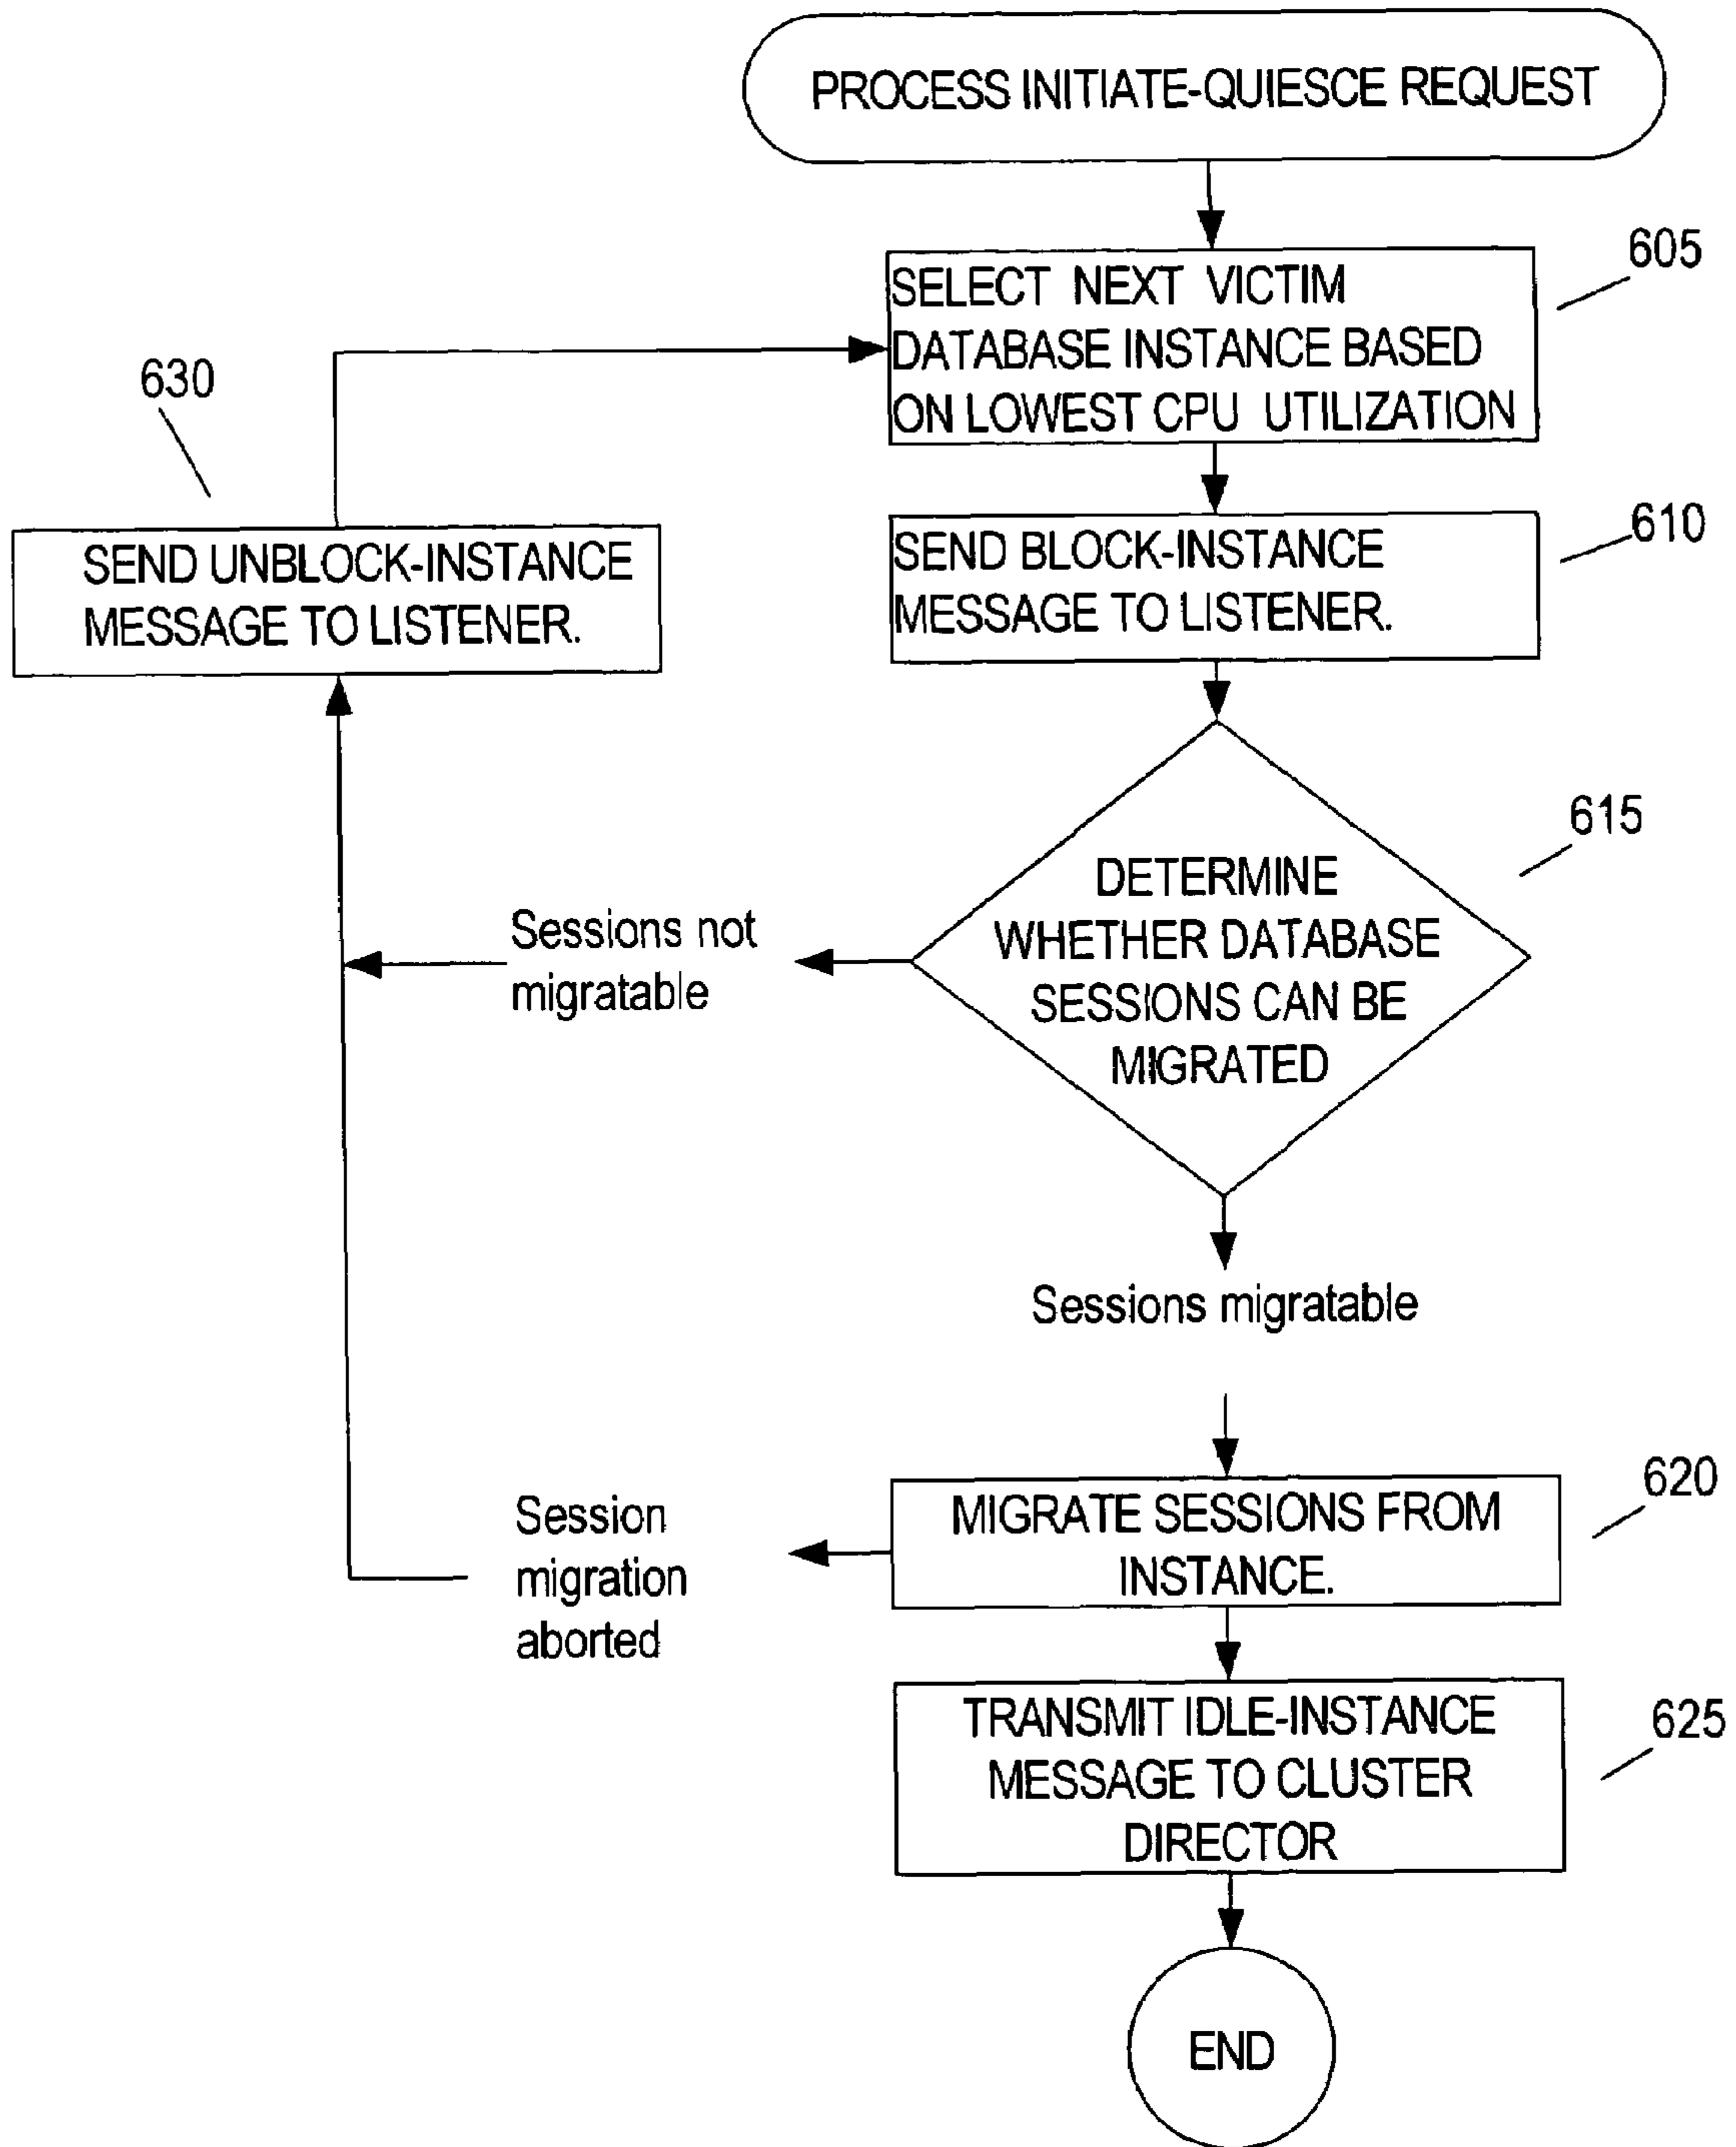 PROCESS INITIATE-QUIESCE REQUEST
605
SELECT NEXT VICTIM
DATABASE INSTANCE BASED
ON LOWEST CPU UTILIZATION
630
610
SEND UNBLOCK-INSTANCE
MESSAGE TO LISTENER.
SEND BLOCK-INSTANCE
MESSAGE TO LISTENER.
615
DETERMINE
WHETHER DATABASE
SESSIONS CAN BE
MIGRATED
Sessions not
migratable
Sessions migratable
620
MIGRATE SESSIONS FROM
INSTANCE.
Session
migration
aborted
625
TRANSMIT IDLE-INSTANCE
MESSAGE TO CLUSTER
DIRECTOR
END